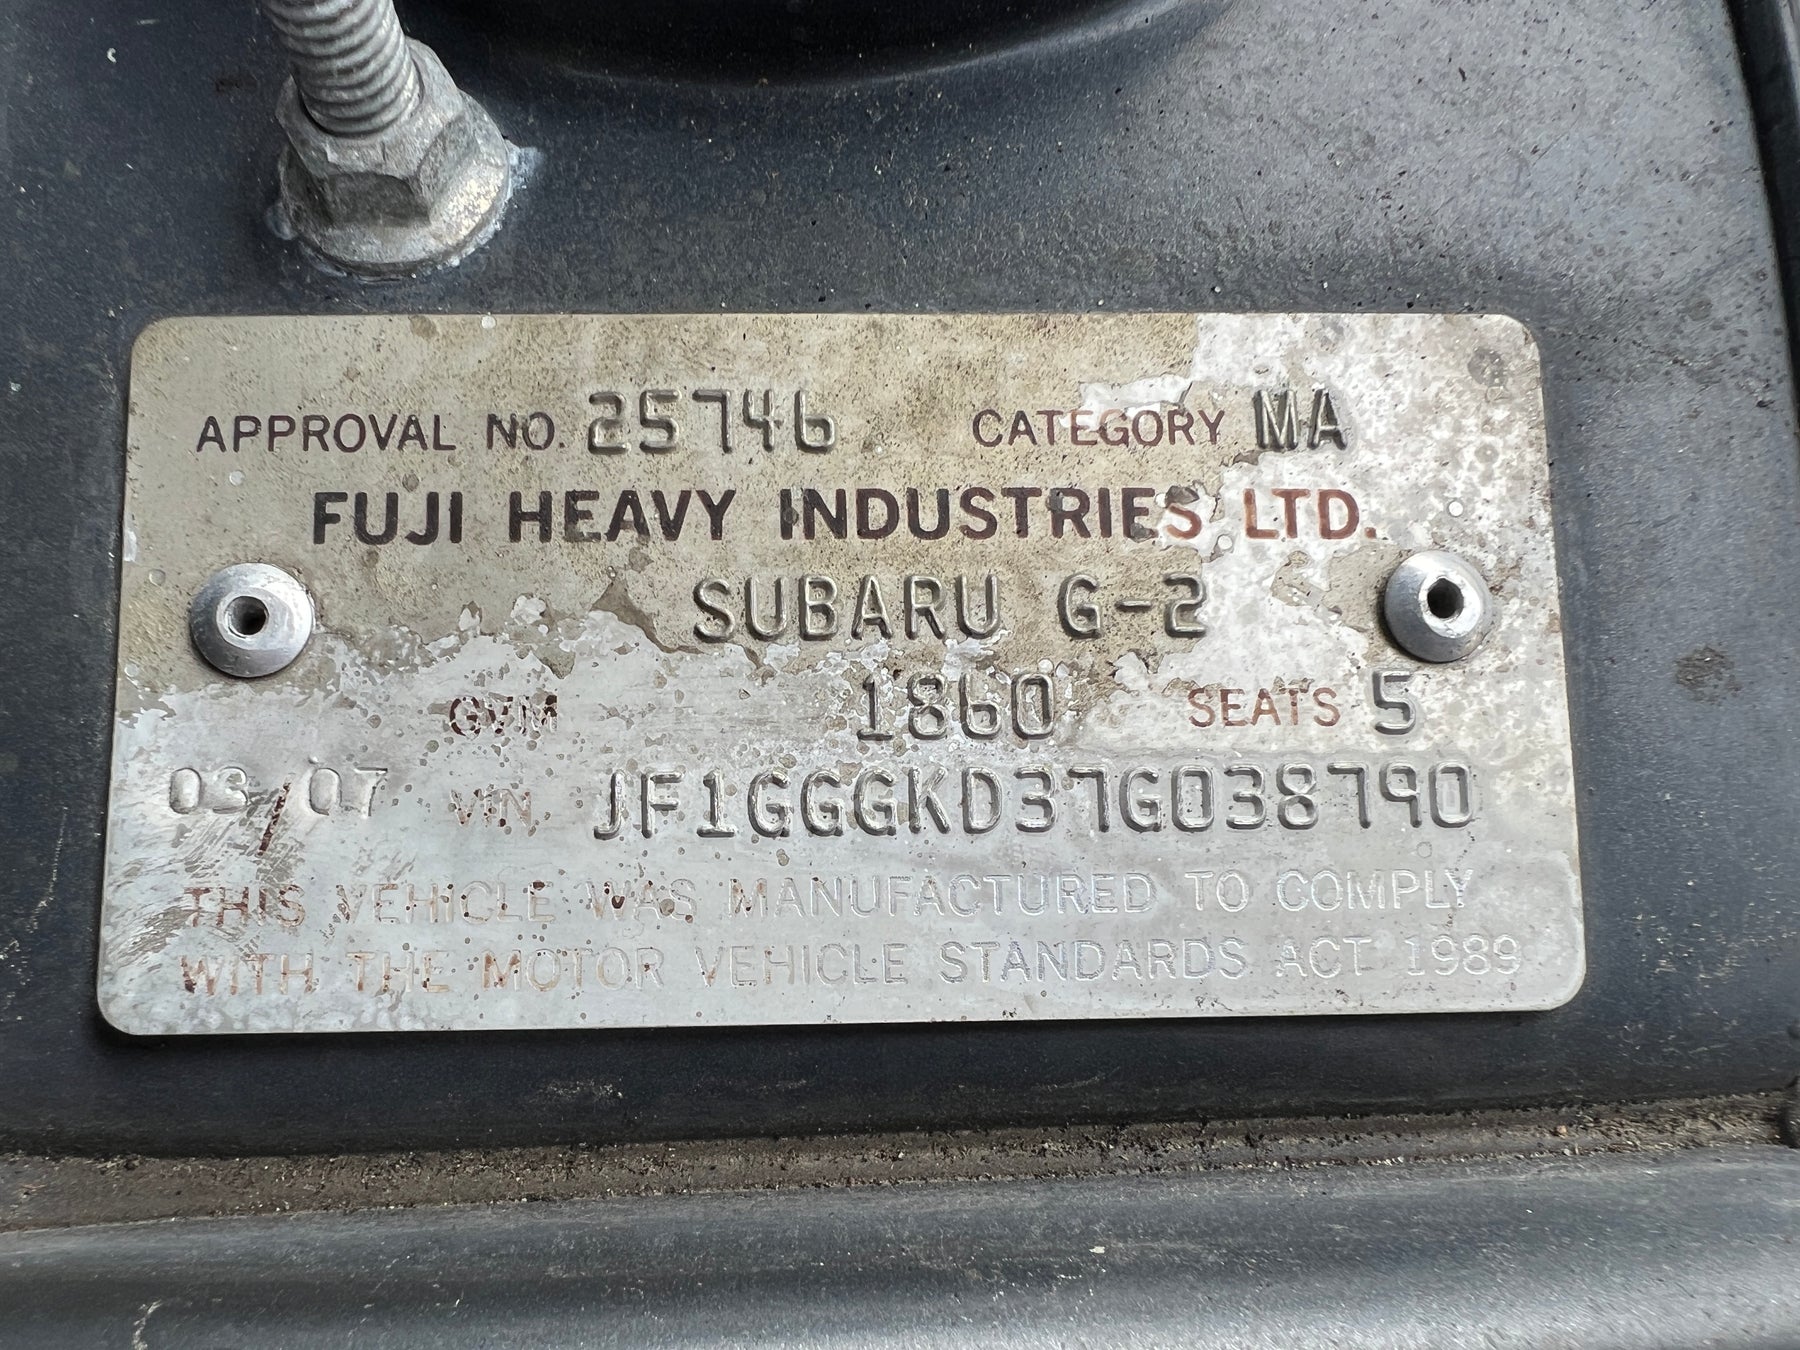 APPROVAL NO. 25746 CATEGORY MA
FUJI HEAVY INDUSTRIES LTD.
SUBARU G-2
GVM 1860 SEATS 5
03/07 VIN JF1GGGKD37G038790
THIS VEHICLE WAS MANUFACTURED TO COMPLY
WITH THE MOTOR VEHICLE STANDARDS ACT 1989